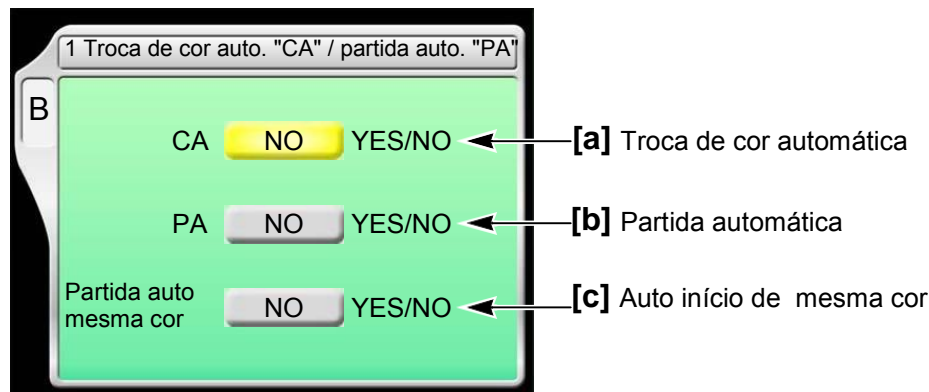 1 Troca de cor auto. "CA" / partida auto. "PA"
B
CA NO YES/NO [a] Troca de cor automática
PA NO YES/NO [b] Partida automática
Partida auto
mesma cor NO YES/NO [c] Auto início de mesma cor